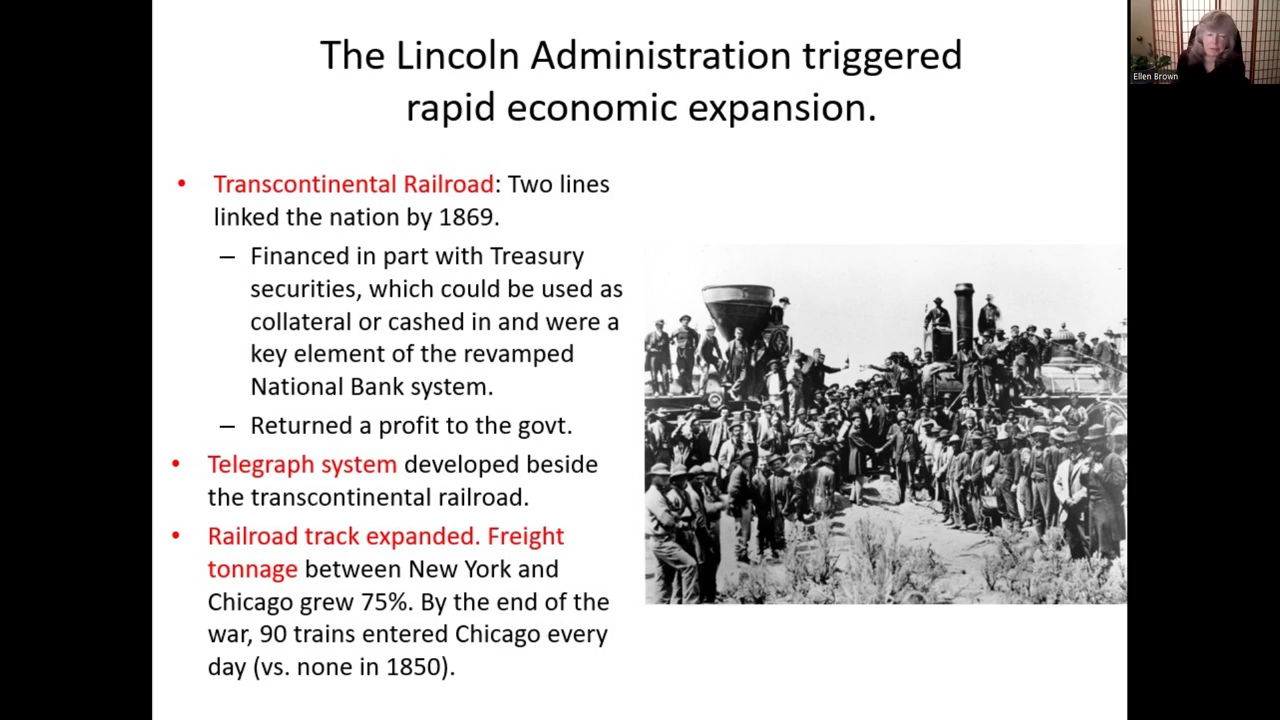 The Lincoln Administration triggered
rapid economic expansion.
• Transcontinental Railroad: Two lines
linked the nation by 1869.
– Financed in part with Treasury
securities, which could be used as
collateral or cashed in and were a
key element of the revamped
National Bank system.
– Returned a profit to the govt.
• Telegraph system developed beside
the transcontinental railroad.
• Railroad track expanded. Freight
tonnage between New York and
Chicago grew 75%. By the end of the
war, 90 trains entered Chicago every
day (vs. none in 1850).
Ellen Brown